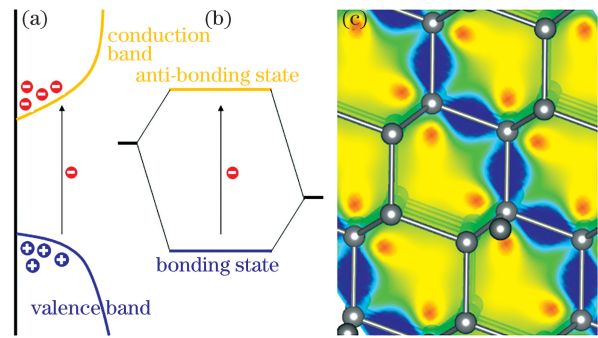 (a)
conduction
band
valence band
(b)
anti-bonding state
bonding state
(c)